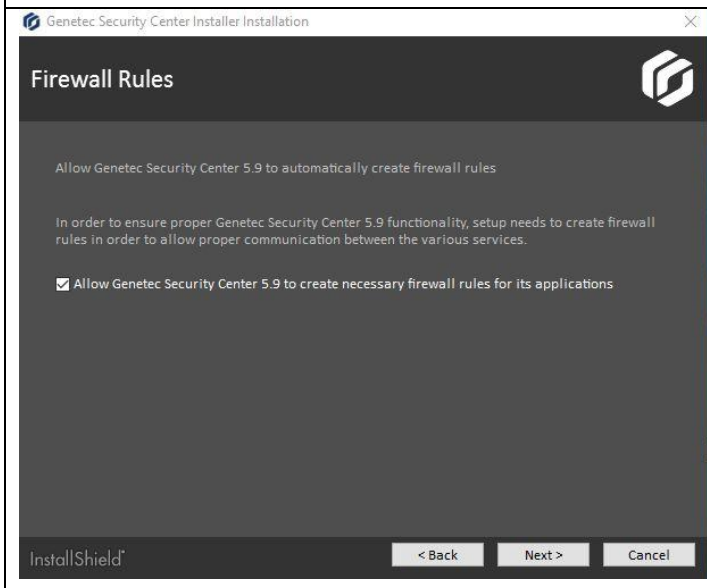 Genetec Security Center Installer Installation
Firewall Rules
Allow Genetec Security Center 5.9 to automatically create firewall rules
In order to ensure proper Genetec Security Center 5.9 functionality, setup needs to create firewall
rules in order to allow proper communication between the various services.
Allow Genetec Security Center 5.9 to create necessary firewall rules for its applications
InstallShield
< Back
Next >
Cancel